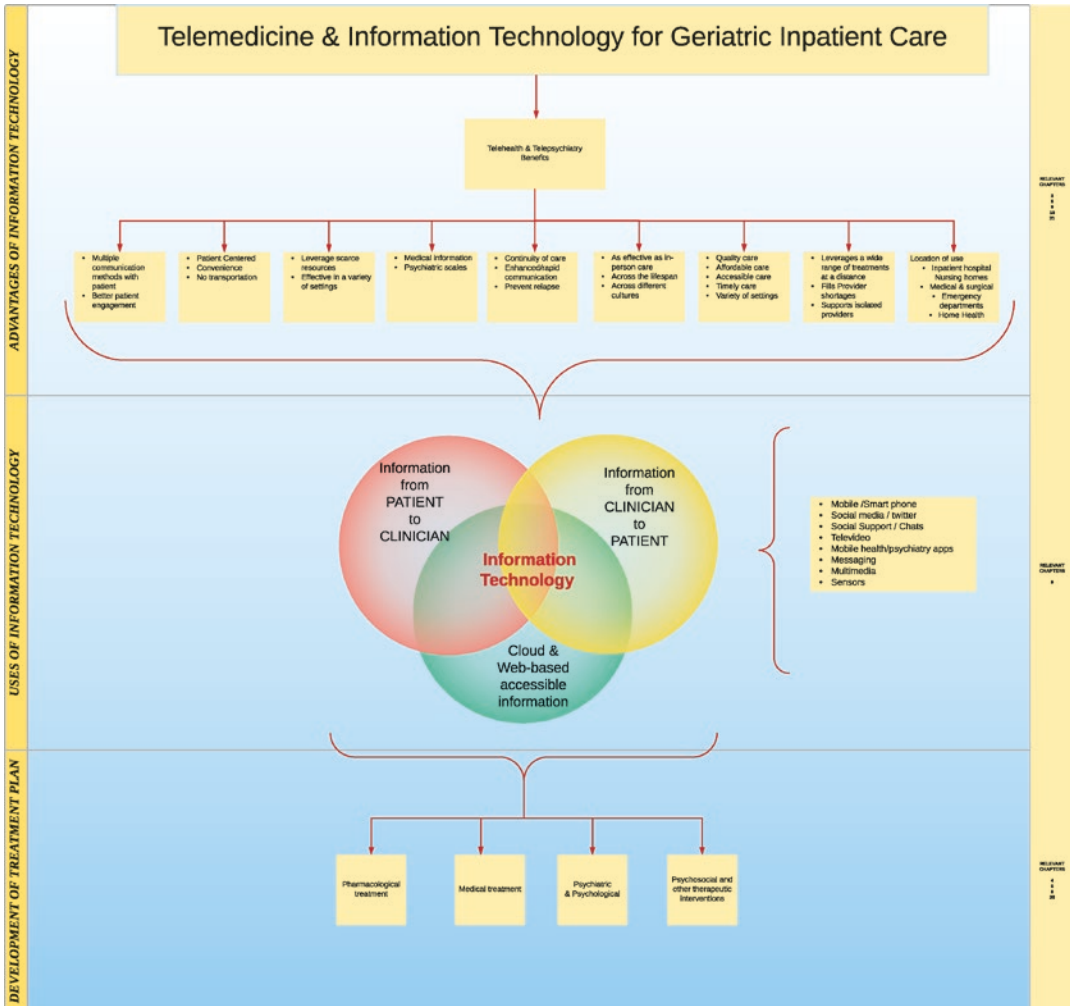 Telemedicine & Information Technology for Geriatric Inpatient Care
ADVANTAGES OF INFORMATION TECHNOLOGY
Telehealth & Telepsychiatry
Benefits
• Multiple
communication
methods with
patient
• Better patient
engagement
• Patient Centered
• Convenience
• No transportation
• Leverage scarce
resources
• Effective in a variety
of settings
• Medical information
• Psychiatric scales
• Continuity of care
• Enhanced/rapid
communication
• Prevent relapse
• As effective as in-
person care
• Across the lifespan
• Across different
cultures
• Quality care
• Affordable care
• Accessible care
• Timely care
• Variety of settings
• Leverages a wide
range of treatments
at a distance
• Fills Provider
shortages
• Supports isolated
providers
Location of use
• Inpatient hospital
Nursing homes
• Medical & surgical
• Emergency
departments
• Home Health
RELEVANT
CHAPTERS
USES OF INFORMATION TECHNOLOGY
Information
from
PATIENT
to
CLINICIAN
Information
from
CLINICIAN
to
PATIENT
Information
Technology
Cloud &
Web-based
accessible
information
• Mobile /Smart phone
• Social media / twitter
• Social Support / Chats
• Televideo
• Mobile health/psychiatry apps
• Messaging
• Multimedia
• Sensors
RELEVANT
CHAPTERS
DEVELOPMENT OF TREATMENT PLAN
Pharmacological
treatment
Medical treatment
Psychiatric
& Psychological
Psychosocial and
other therapeutic
Interventions
RELEVANT
CHAPTERS